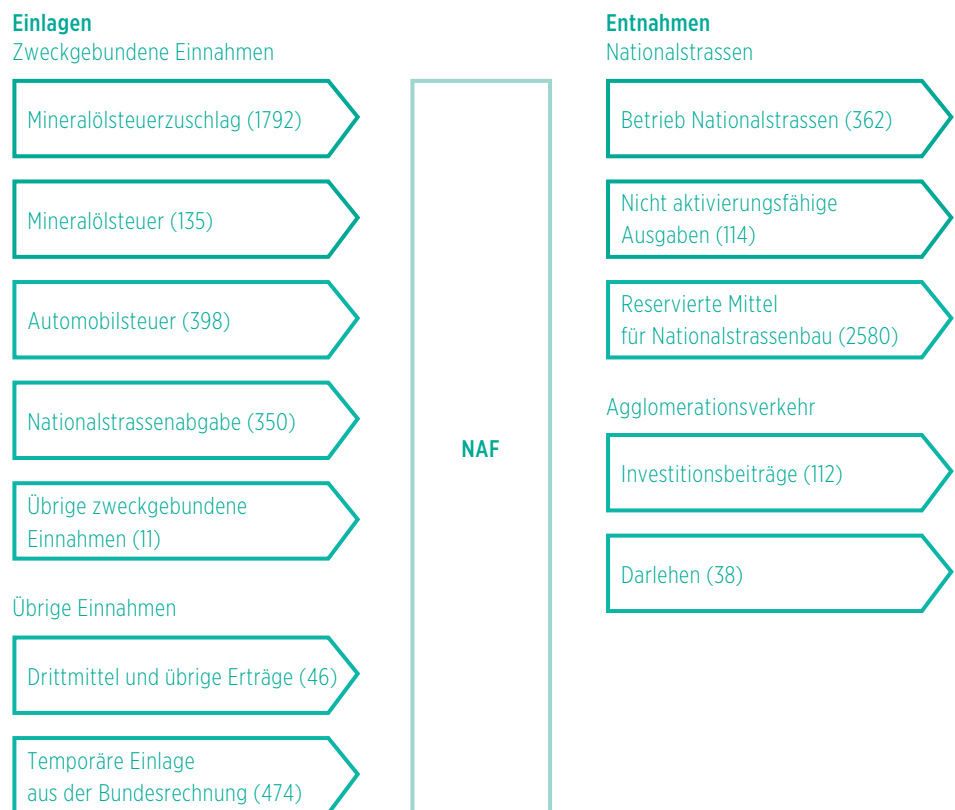 Einlagen
Zweckgebundene Einnahmen
Mineralölsteuerzuschlag (1792)
Mineralölsteuer (135)
Automobilsteuer (398)
Nationalstrassenabgabe (350)
Übrige zweckgebundene
Einnahmen (11)
Übrige Einnahmen
Drittmittel und übrige Erträge (46)
Temporäre Einlage
aus der Bundesrechnung (474)
NAF
Entnahmen
Nationalstrassen
Betrieb Nationalstrassen (362)
Nicht aktivierungsfähige
Ausgaben (114)
Reservierte Mittel
für Nationalstrassenbau (2580)
Agglomerationsverkehr
Investitionsbeiträge (112)
Darlehen (38)